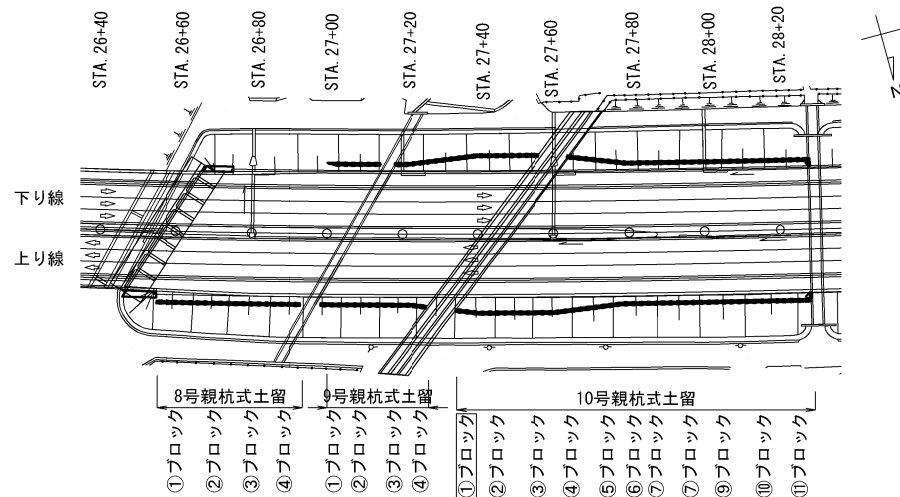 STA. 26+40
STA. 26+60
STA. 26+80
STA. 27+00
STA. 27+20
STA. 27+40
STA. 27+60
STA. 27+80
STA. 28+00
STA. 28+20
N
下り線
上り線
8号親杭式土留
9号親杭式土留
10号親杭式土留
①ブロック
②ブロック
③ブロック
④ブロック
①ブロック
②ブロック
③ブロック
④ブロック
①ブロック
②ブロック
③ブロック
④ブロック
⑤ブロック
⑥ブロック
⑦ブロック
⑦ブロック
⑨ブロック
⑩ブロック
⑪ブロック